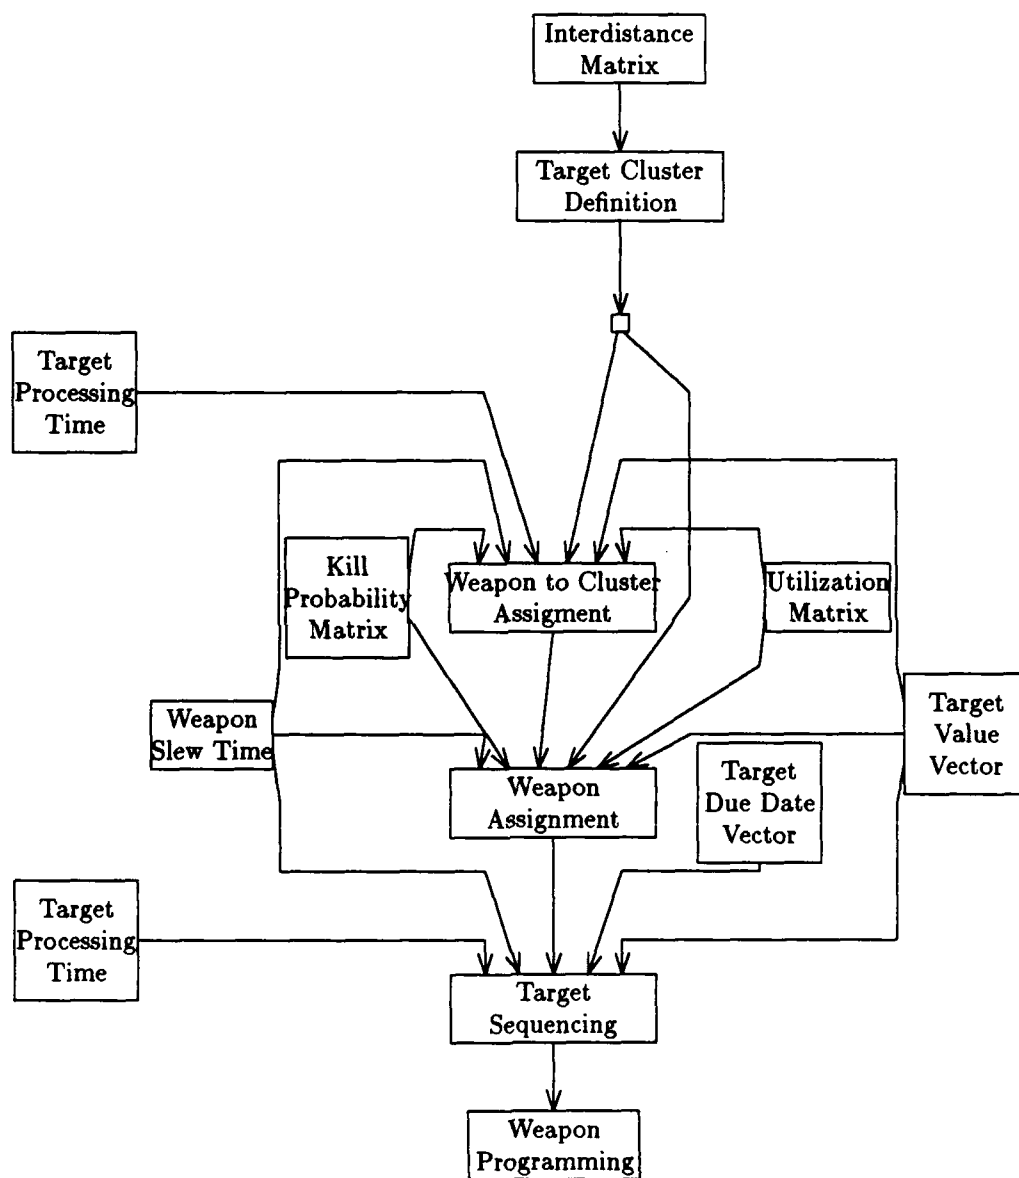 Interdistance
Matrix
Target Cluster
Definition
Target
Processing
Time
Kill
Probability
Matrix
Weapon to Cluster
Assigment
Utilization
Matrix
Weapon
Slew Time
Target
Value
Vector
Weapon
Assignment
Target
Due Date
Vector
Target
Processing
Time
Target
Sequencing
Weapon
Programming